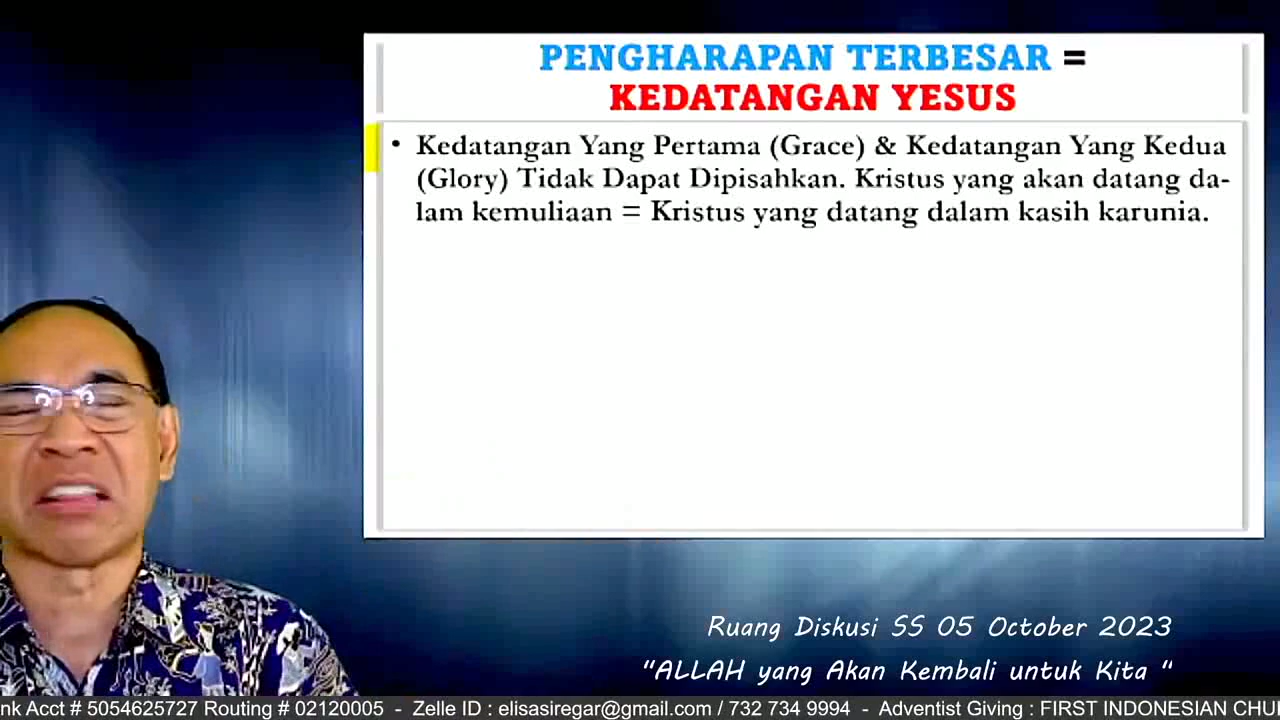 PENGHARAPAN TERBESAR =
KEDATANGAN YESUS
• Kedatangan Yang Pertama (Grace) & Kedatangan Yang Kedua
(Glory) Tidak Dapat Dipisahkan. Kristus yang akan datang da-
lam kemuliaan = Kristus yang datang dalam kasih karunia.
Ruang Diskusi SS 05 October 2023
"ALLAH yang Akan Kembali untuk Kita "
nk Acct # 5054625727 Routing # 02120005 - Zelle ID : elisasiregar@gmail.com / 732 734 9994 - Adventist Giving : FIRST INDONESIAN CHU